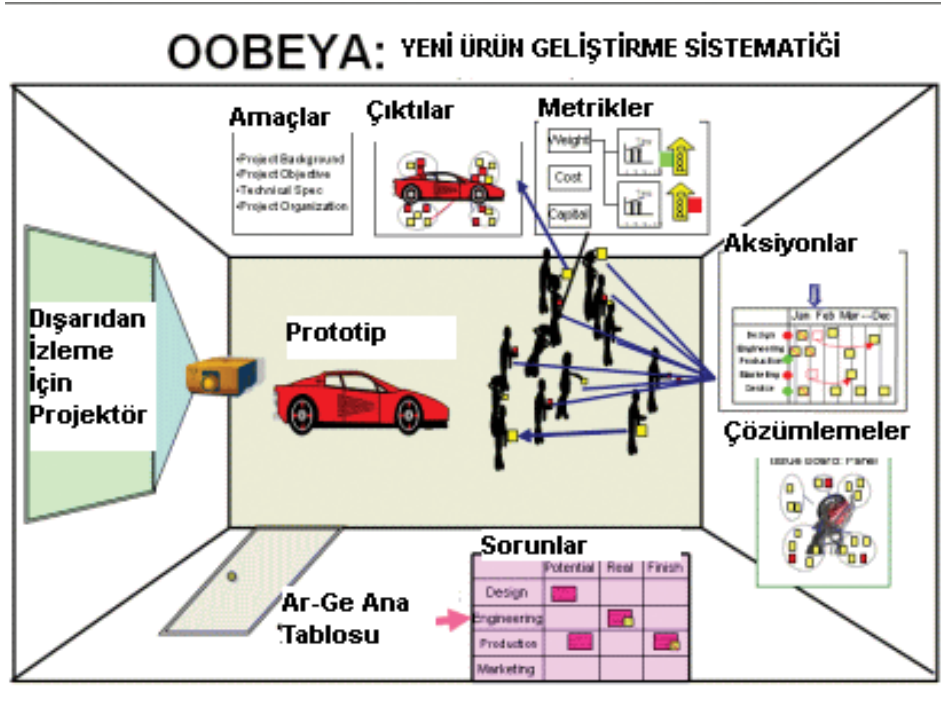 OOBEYA: YENİ ÜRÜN GELİŞTİRME SİSTEMATİĞİ
Amaçlar
•Project Background
•Project Objective
•Technical Spec
•Project Organization
Çıktılar
Metrikler
Weight
Cost
Capital
Aksiyonlar
Jan Feb Mar --Dec
Design
Engineering
Production
Marketing
Service
Dışarıdan
İzleme
İçin
Projektör
Prototip
Çözümlemeler
Issue Board: Panel
Ar-Ge Ana
Tablosu
Sorunlar
Potential Real Finish
Design
Engineering
Production
Marketing